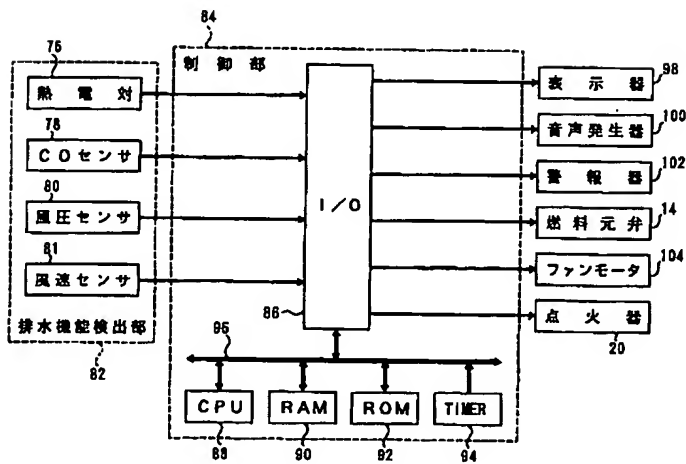 84
76
制御部
98
熱電対
表示器
100
78
音声発生器
COセンサ
102
80
I/O
警報器
風圧センサ
14
81
燃料元弁
風速センサ
104
ファンモータ
86
排水機能検出部
点火器
82
96
20
CPU
RAM
ROM
TIMER
88
90
92
94